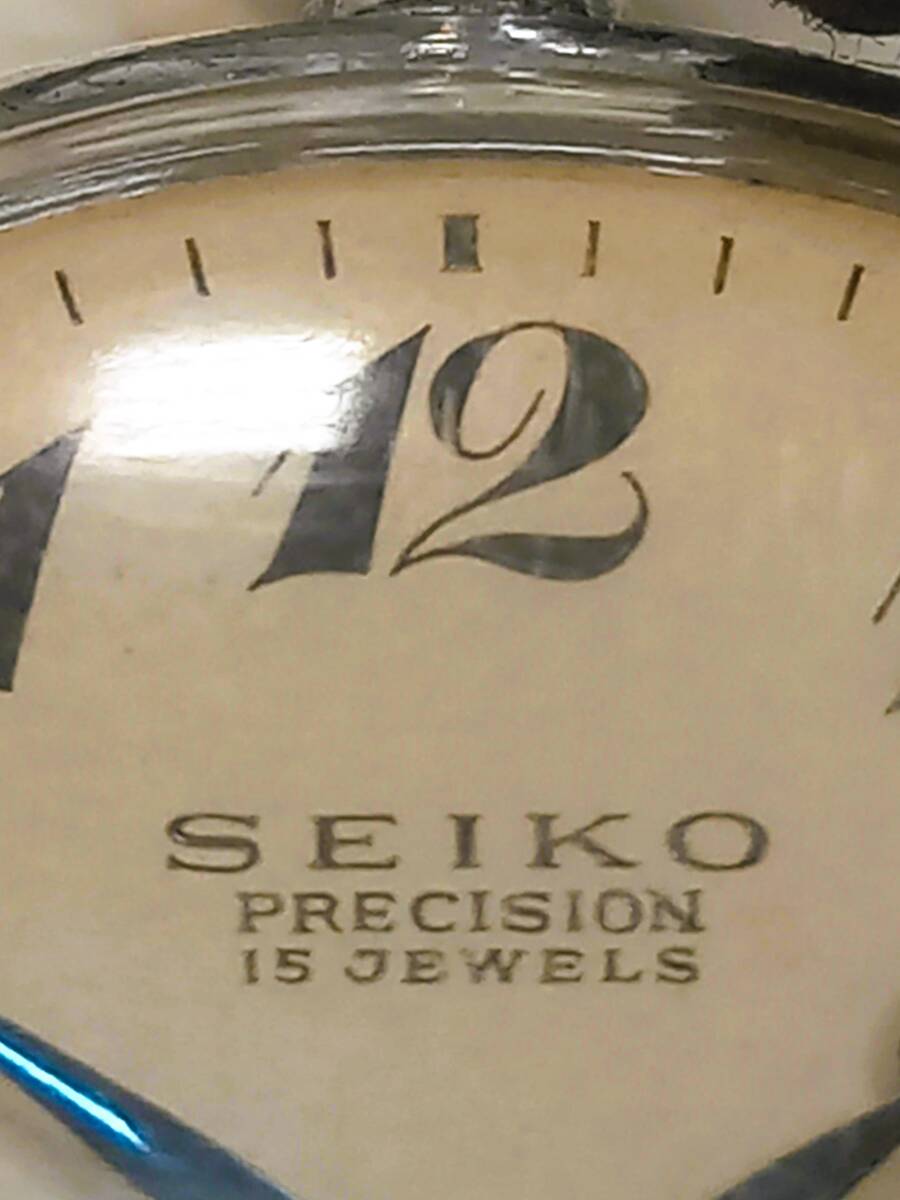 12
SEIKO
PRECISION
15 JEWELS